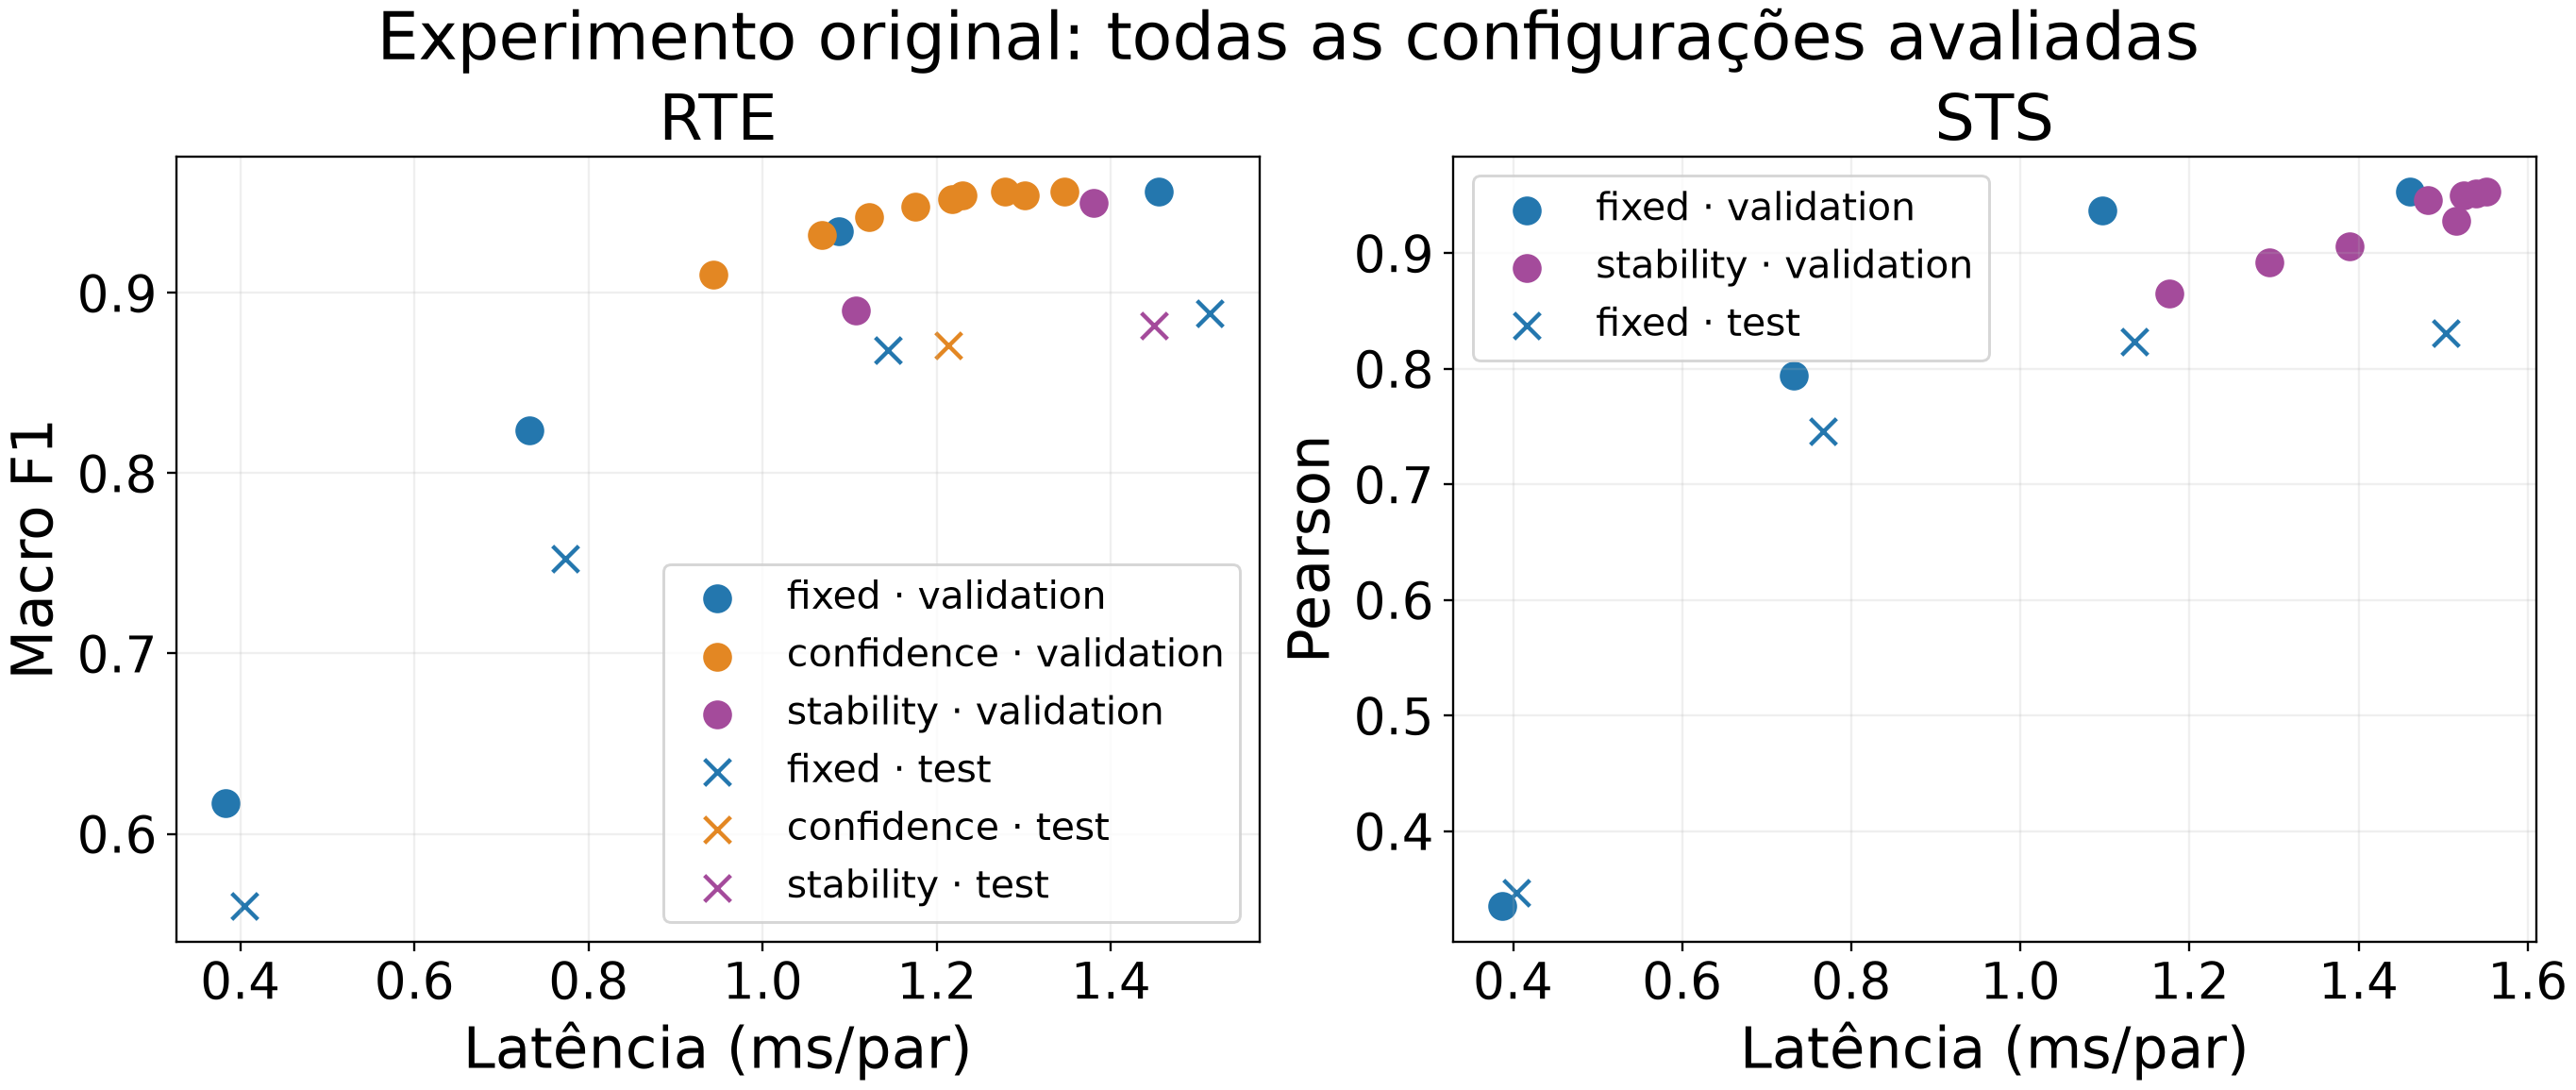 Experimento original: todas as configurações avaliadas
RTE
Macro F1
0.9
0.8
0.7
0.6
fixed · validation
confidence · validation
stability · validation
fixed · test
confidence · test
stability · test
0.4 0.6 0.8 1.0 1.2 1.4
Latência (ms/par)
STS
Pearson
0.9
0.8
0.7
0.6
0.5
0.4
fixed · validation
stability · validation
fixed · test
0.4 0.6 0.8 1.0 1.2 1.4 1.6
Latência (ms/par)